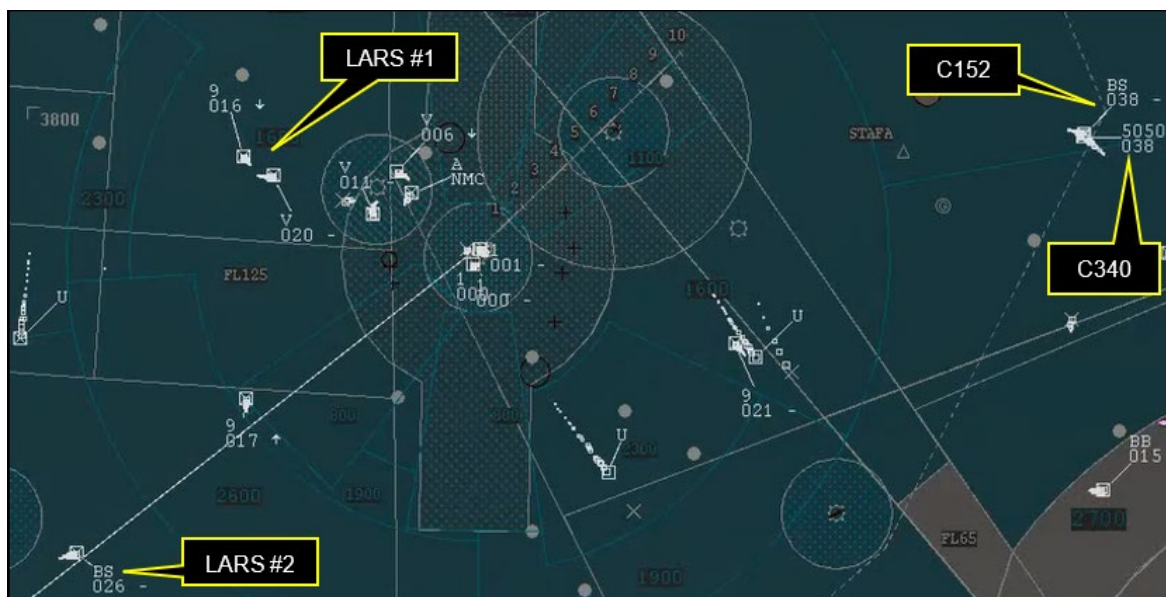 10
9
8
7
6
5
4
3
2
1
LARS #1
C152
9
016 ↓
3800
V
006 ↓
BS
038 -
5050
038
STAFA
1100
A
NMC
V
011 -
2300
V
020 -
C340
G
FL125
001 -
000 -
1600
U
U
9
021 -
9
017 ↑
800
U
2300
BB
015
2600
1900
2700
FL65
BS
026 -
LARS #2
1900